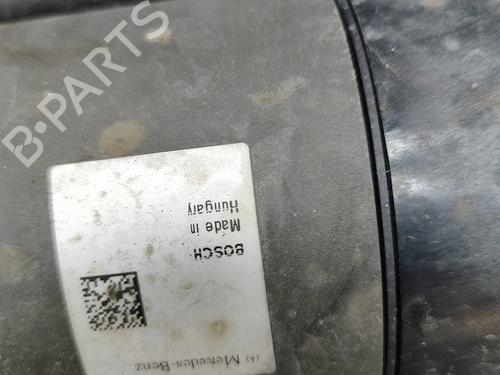 B-PARTS
BOSCH
Made in
Hungary
Mercedes-Benz